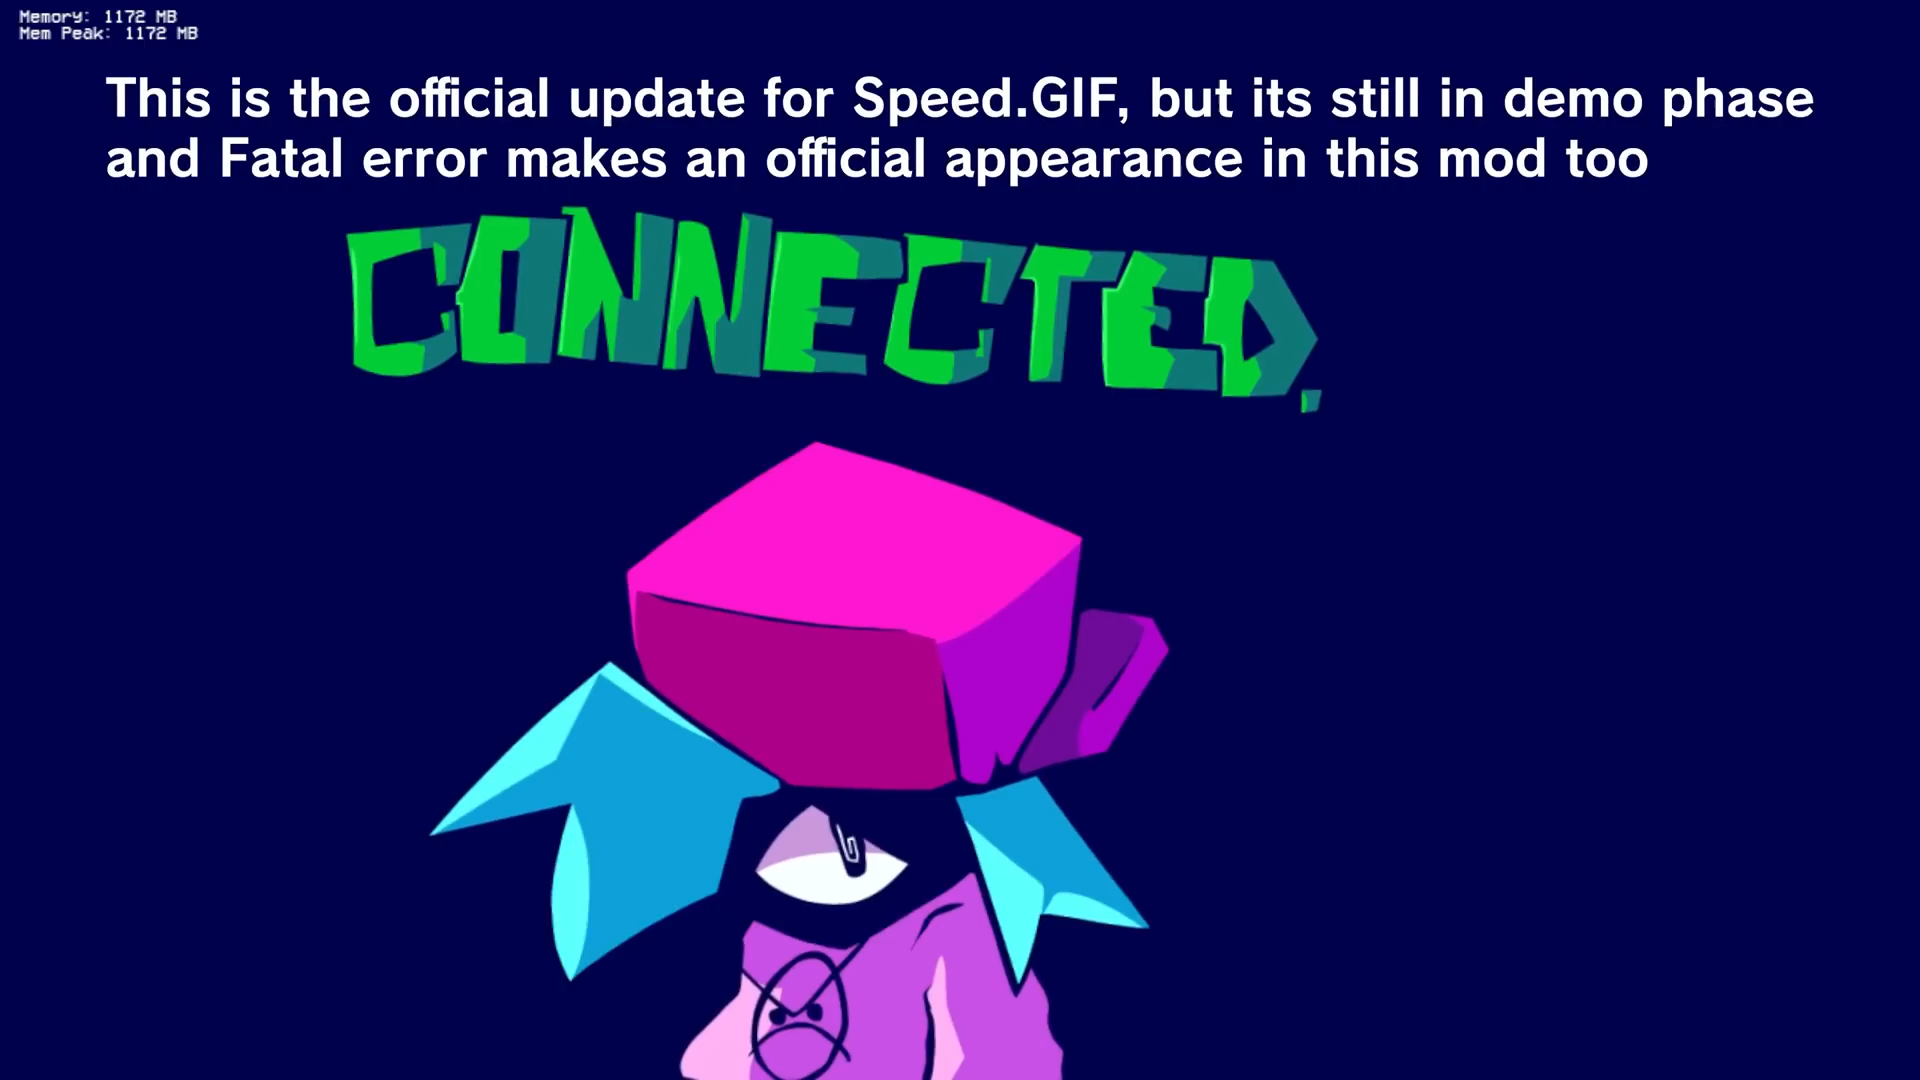 Memory: 1172 MB
Mem Peak: 1172 MB
This is the official update for Speed.GIF, but its still in demo phase
and Fatal error makes an official appearance in this mod too
CONNECTED.